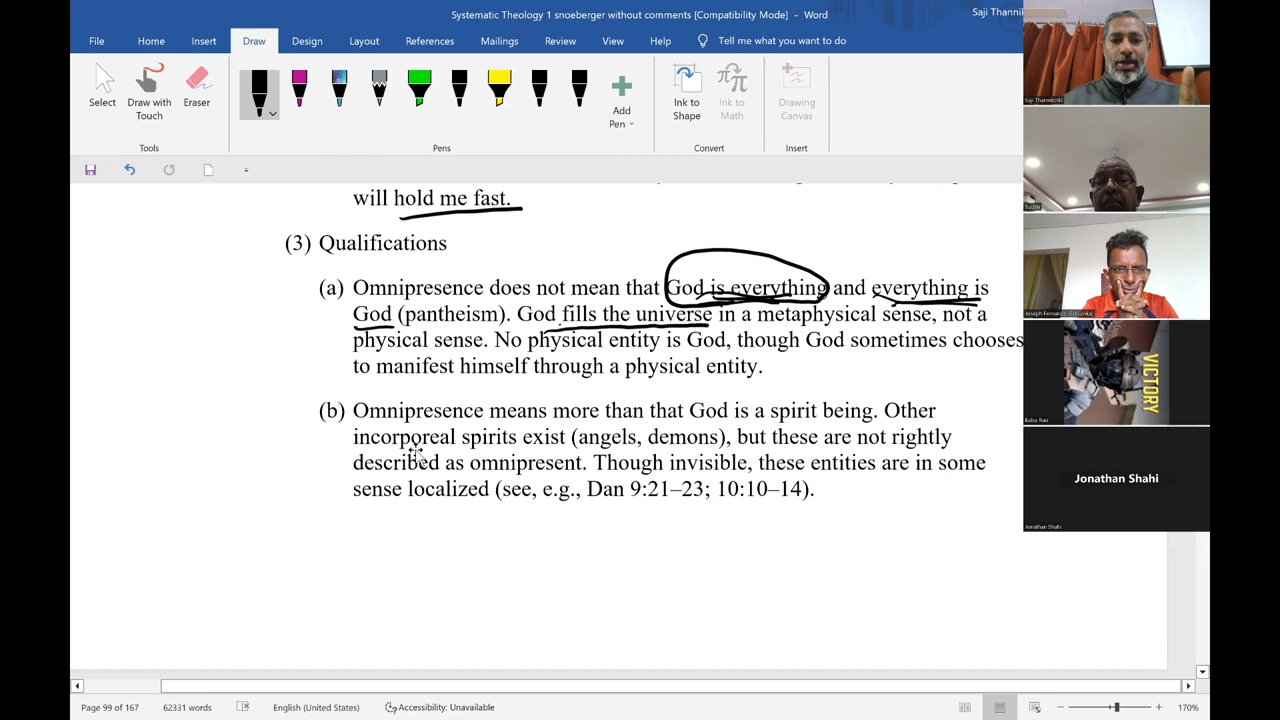 Systematic Theology 1 snoeberger without comments [Compatibility Mode] - Word
Saji Thannik
File Home Insert Draw Design Layout References Mailings Review View Help Tell me what you want to do
Select
Draw with Touch
Eraser
Add Pen
Ink to Shape
Ink to Math
Drawing Canvas
Tools Pens Convert Insert
will hold me fast.
(3) Qualifications
(a) Omnipresence does not mean that God is everything and everything is
God (pantheism). God fills the universe in a metaphysical sense, not a
physical sense. No physical entity is God, though God sometimes chooses
to manifest himself through a physical entity.
(b) Omnipresence means more than that God is a spirit being. Other
incorporeal spirits exist (angels, demons), but these are not rightly
described as omnipresent. Though invisible, these entities are in some
sense localized (see, e.g., Dan 9:21–23; 10:10–14).
Page 99 of 167 62331 words English (United States) Accessibility: Unavailable 170%
Sudhir
VICTORY
Babu Rao
Jonathan Shahi
Jonathan Shahi